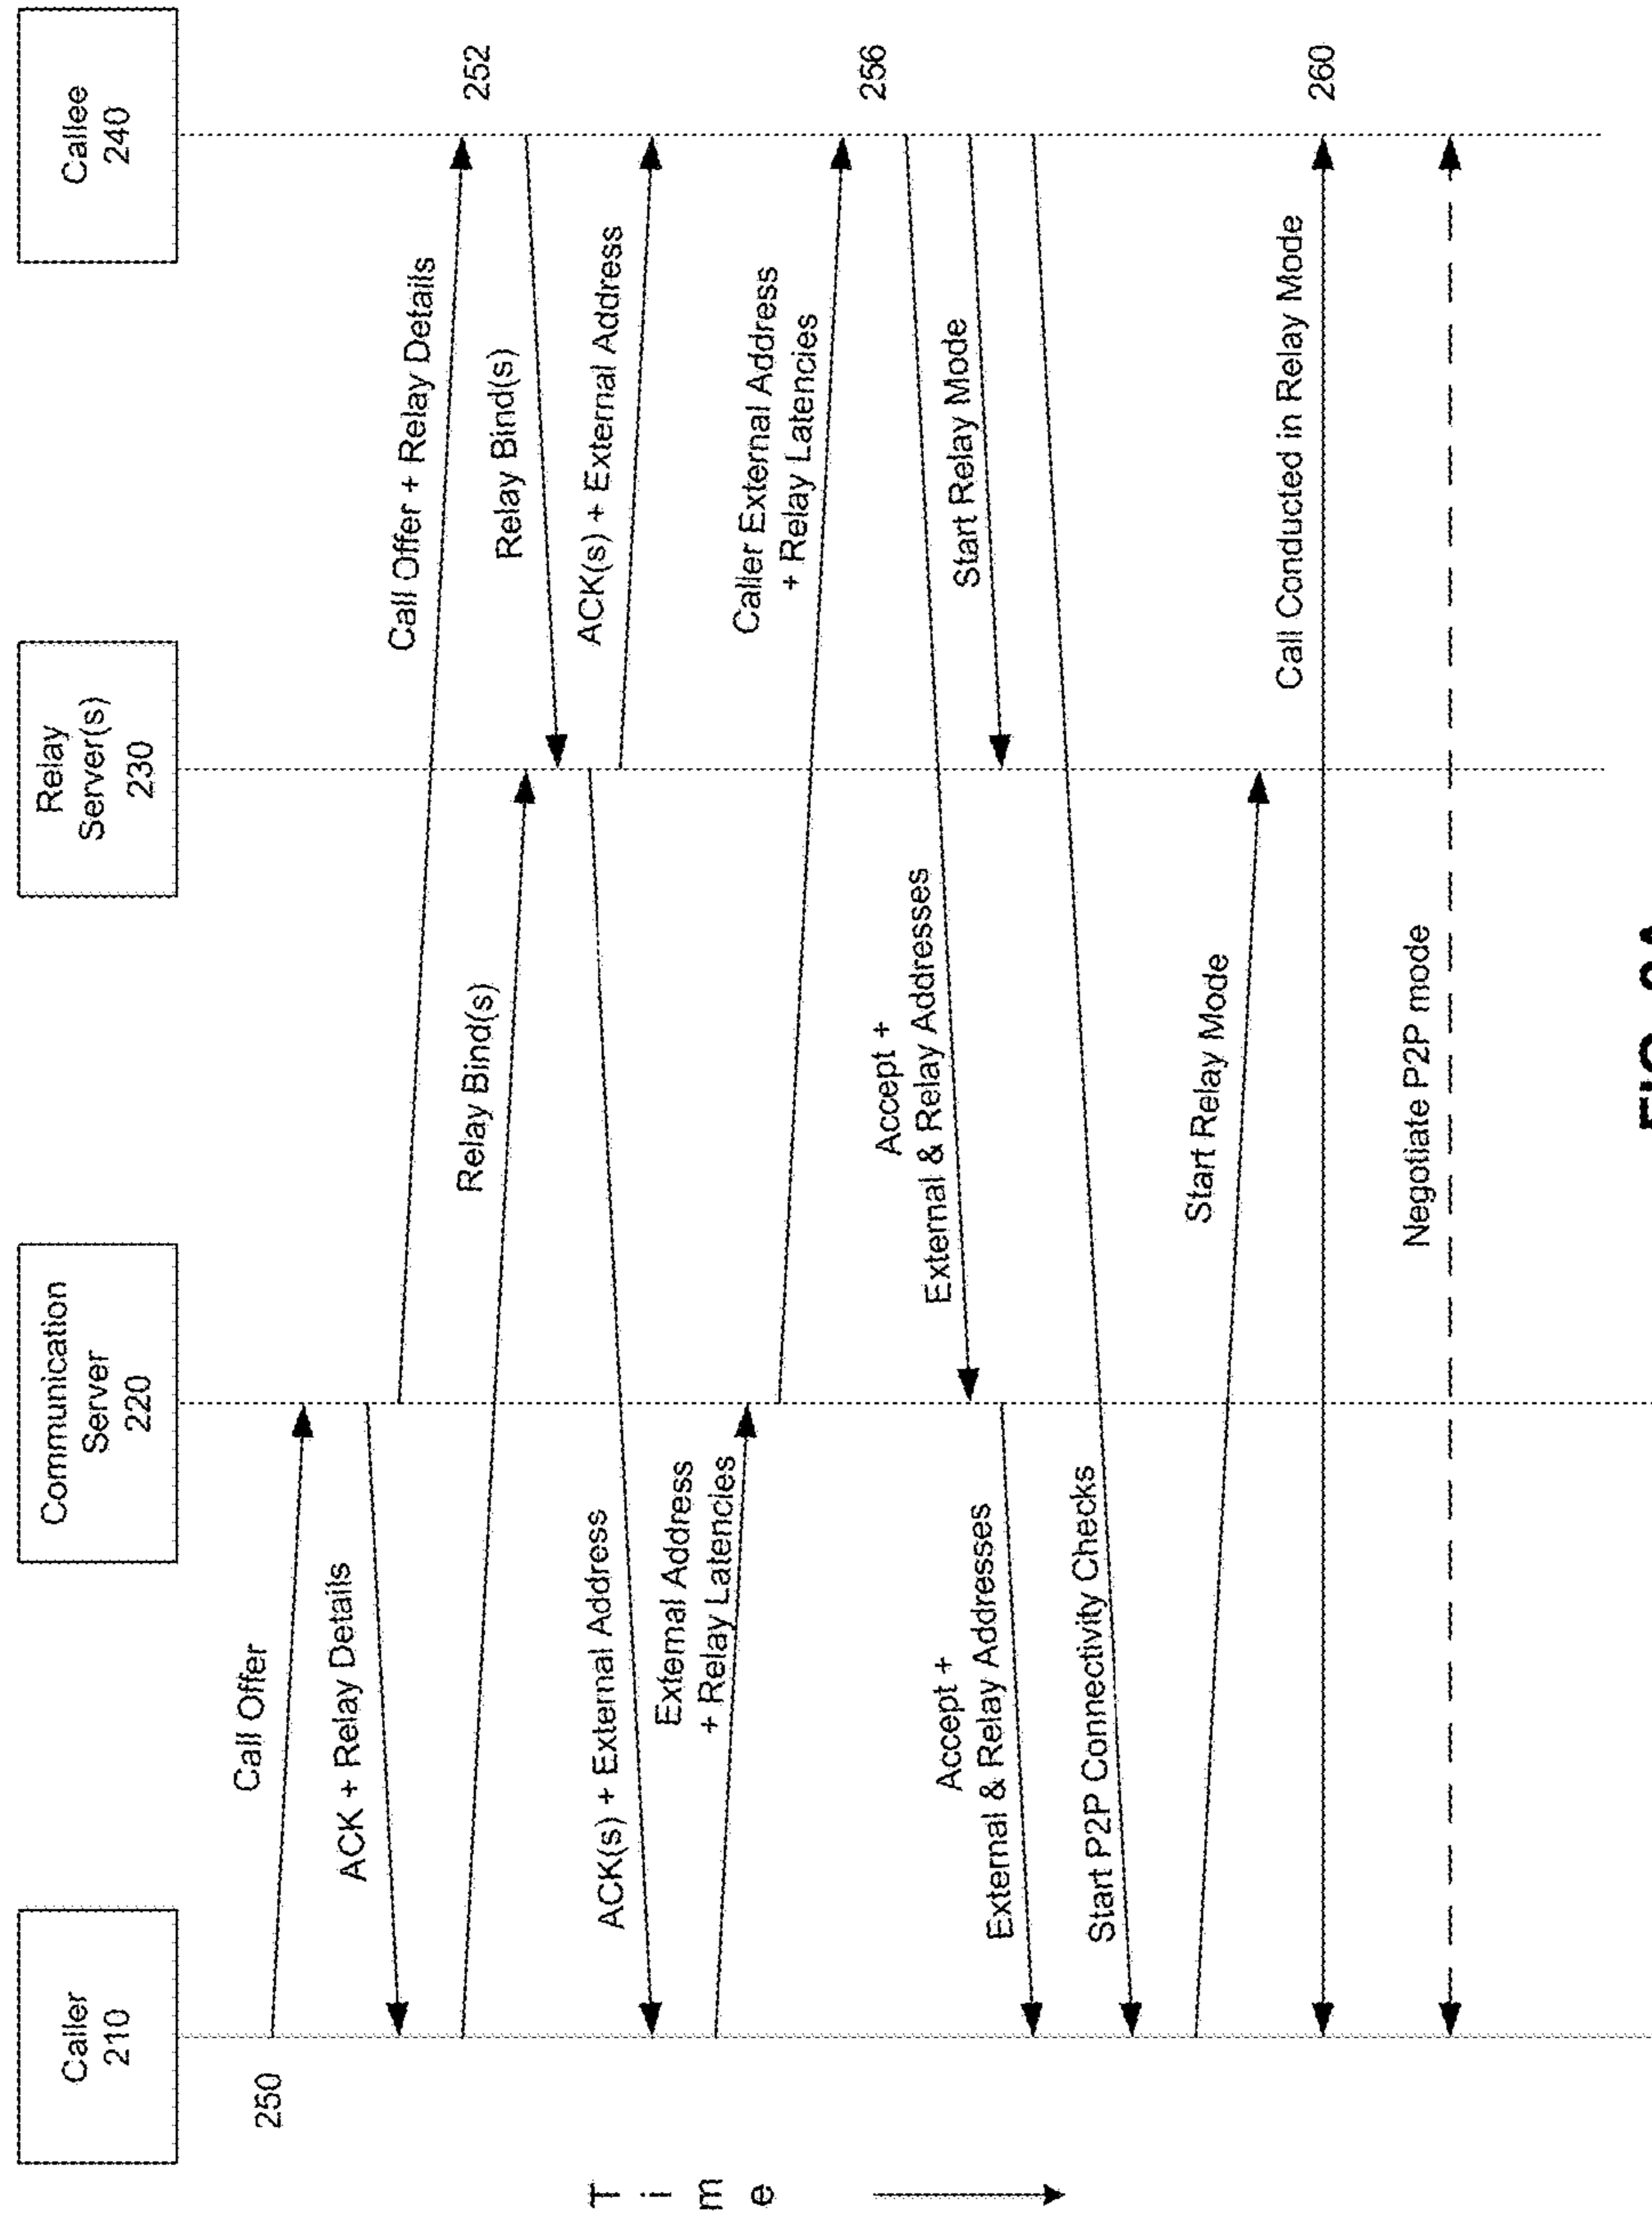 Caller
210
Communication
Server
220
Relay
Server(s)
230
Callee
240
250
Call Offer
ACK + Relay Details
Call Offer + Relay Details
252
Relay Bind(s)
Relay Bind(s)
ACK(s) + External Address
ACK(s) + External Address
External Address
+ Relay Latencies
Caller External Address
+ Relay Latencies
256
Accept +
External & Relay Addresses
Start Relay Mode
Accept +
External & Relay Addresses
Start P2P Connectivity Checks
Start Relay Mode
Call Conducted in Relay Mode
260
Negotiate P2P mode
Time